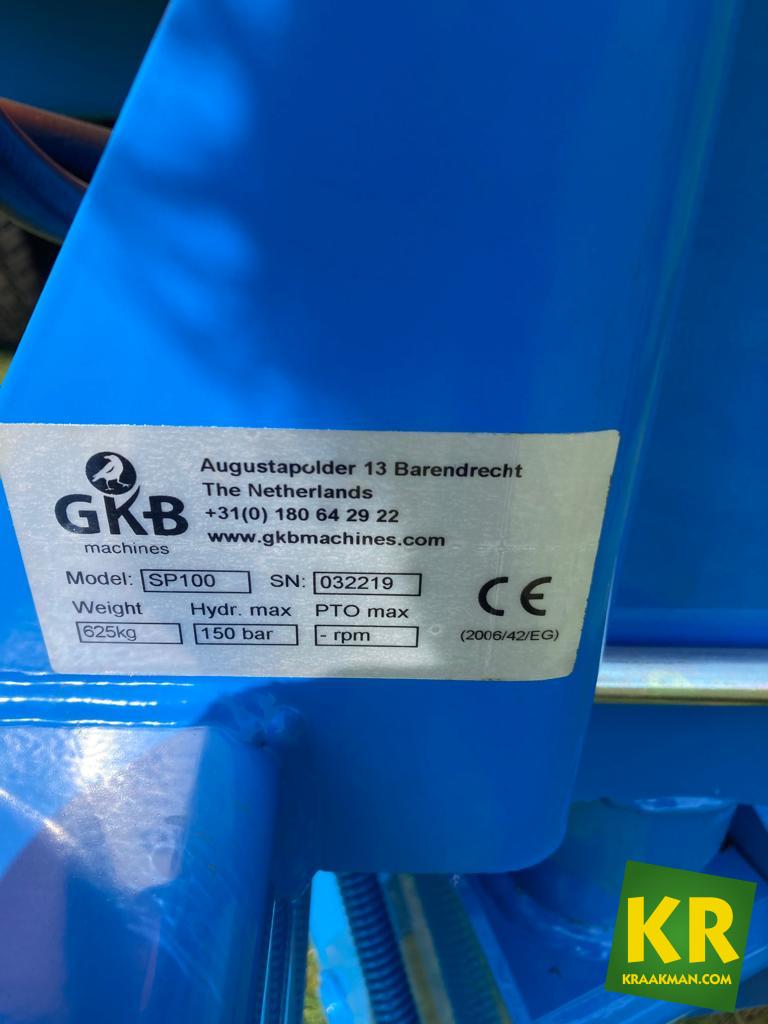 GKB
machines
Augustapolder 13 Barendrecht
The Netherlands
+31(0) 180 64 29 22
www.gkbmachines.com
Model: SP100 SN: 032219
Weight Hydr. max PTO max
625kg 150 bar - rpm
CE
(2006/42/EG)
KR
KRAAKMAN.COM